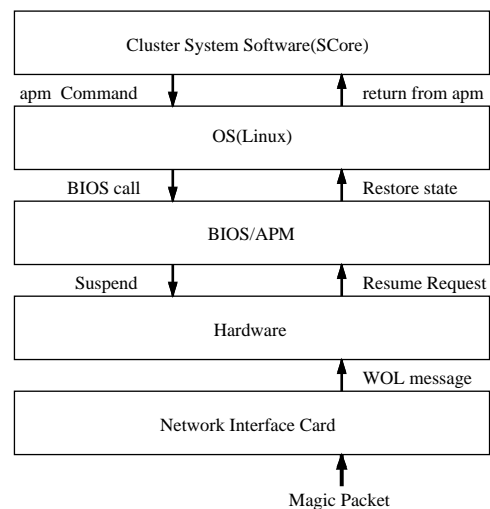 Cluster System Software(SCore)
apm Command
return from apm
OS(Linux)
BIOS call
Restore state
BIOS/APM
Suspend
Resume Request
Hardware
WOL message
Network Interface Card
Magic Packet